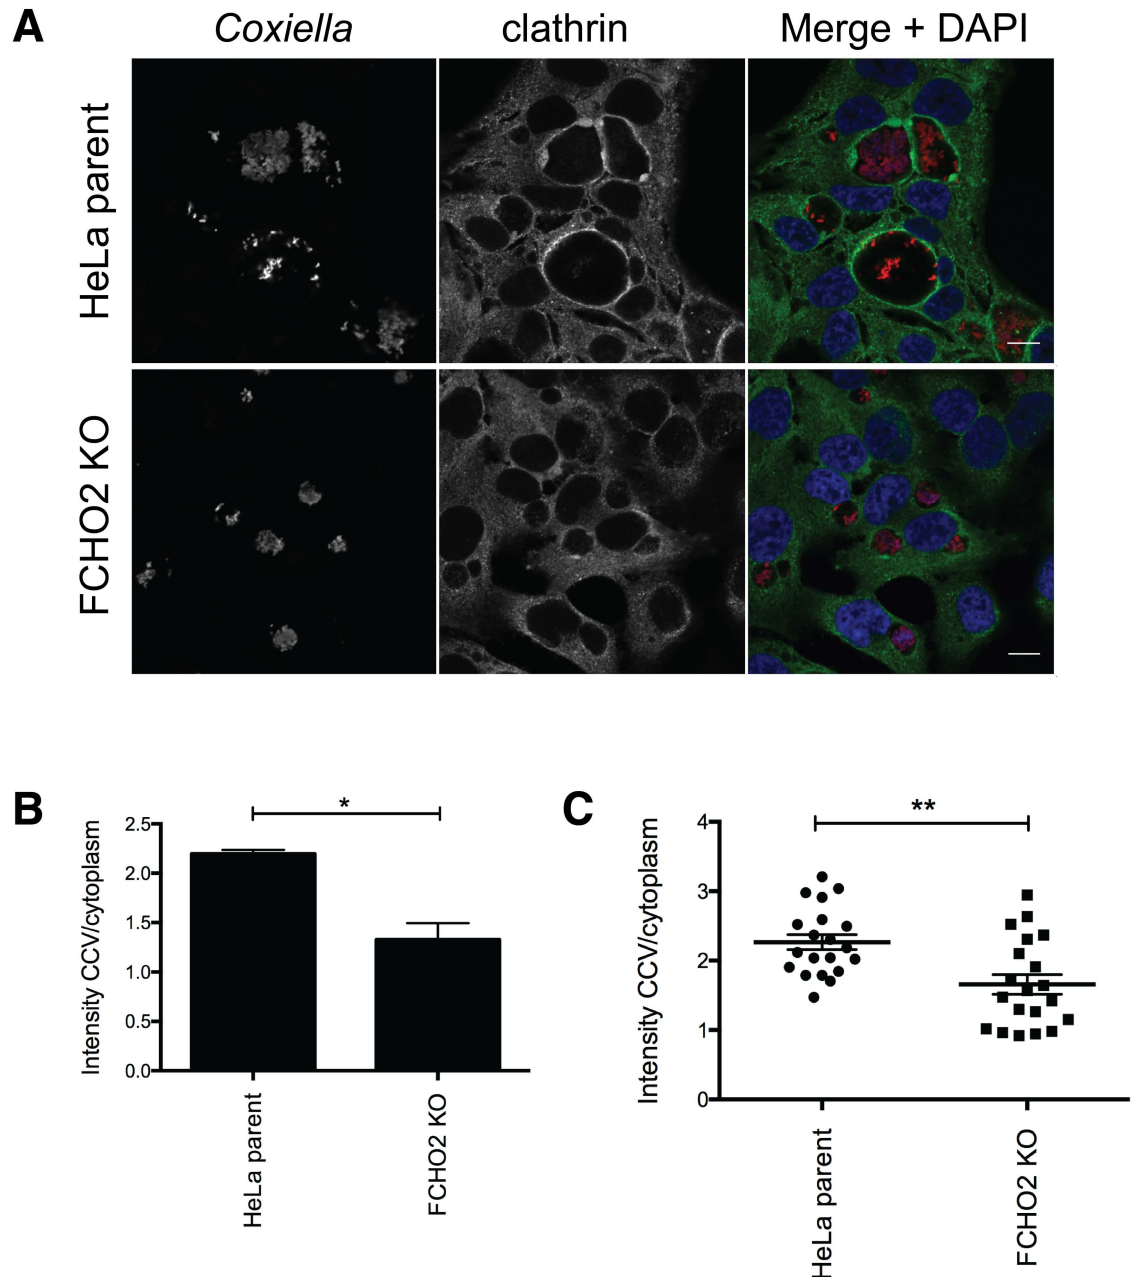 A
Coxiella
clathrin
Merge + DAPI
HeLa parent
FCHO2 KO
B
Intensity CCV/cytoplasm
2.5
2.0
1.5
1.0
0.5
0.0
*
HeLa parent
FCHO2 KO
C
Intensity CCV/cytoplasm
4
3
2
1
0
**
HeLa parent
FCHO2 KO